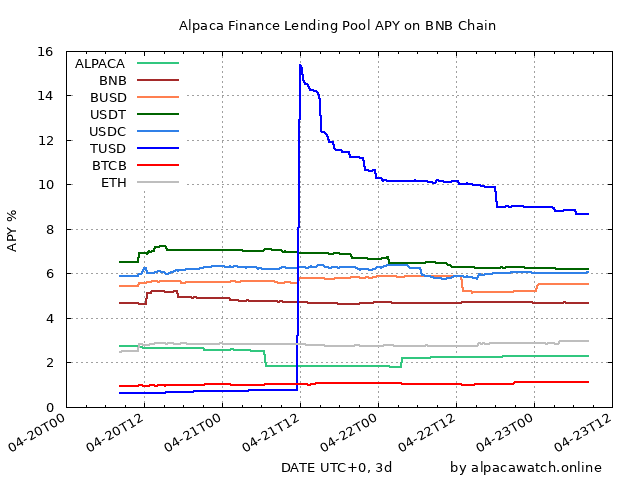 Alpaca Finance Lending Pool APY on BNB Chain
16
14
12
10
8
6
4
2
0
APY %
ALPACA
BNB
BUSD
USDT
USDC
TUSD
BTCB
ETH
04-20T00
04-20T12
04-21T00
04-21T12
04-22T00
04-22T12
04-23T00
04-23T12
DATE UTC+0, 3d by alpacawatch.online